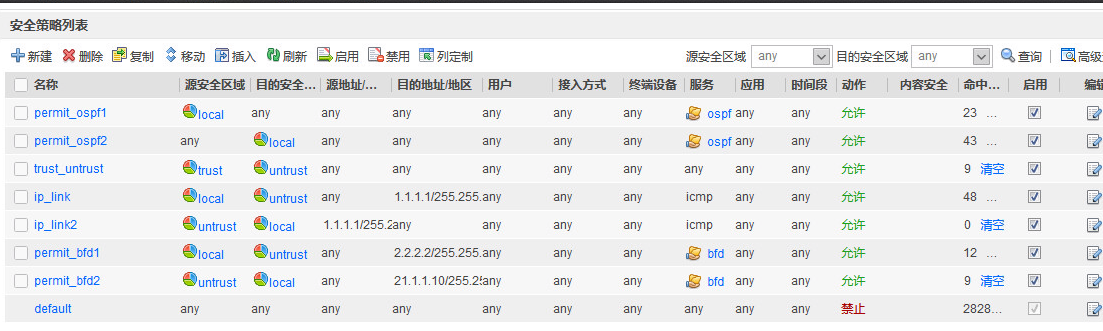 安全策略列表
新建 删除 复制 移动 插入 刷新 启用 禁用 列定制 源安全区域 any 目的安全区域 any 查询 高级
名称 源安全区域 目的安全... 源地址/... 目的地址/地区 用户 接入方式 终端设备 服务 应用 时间段 动作 内容安全 命中... 启用 编辑
permit_ospf1 local any any any any any any ospf any any 允许 23 ...
permit_ospf2 any local any any any any any ospf any any 允许 43 ...
trust_untrust trust untrust any any any any any any any any 允许 9 清空
ip_link local untrust any 1.1.1.1/255.255. any any any icmp any any 允许 48 ...
ip_link2 untrust local 1.1.1.1/255.2 any any any any icmp any any 允许 0 清空
permit_bfd1 local untrust any 2.2.2.2/255.255. any any any bfd any any 允许 12 ...
permit_bfd2 untrust local any 21.1.1.10/255.25 any any any bfd any any 允许 9 清空
default any any any any any any any any any any 禁止 2828...